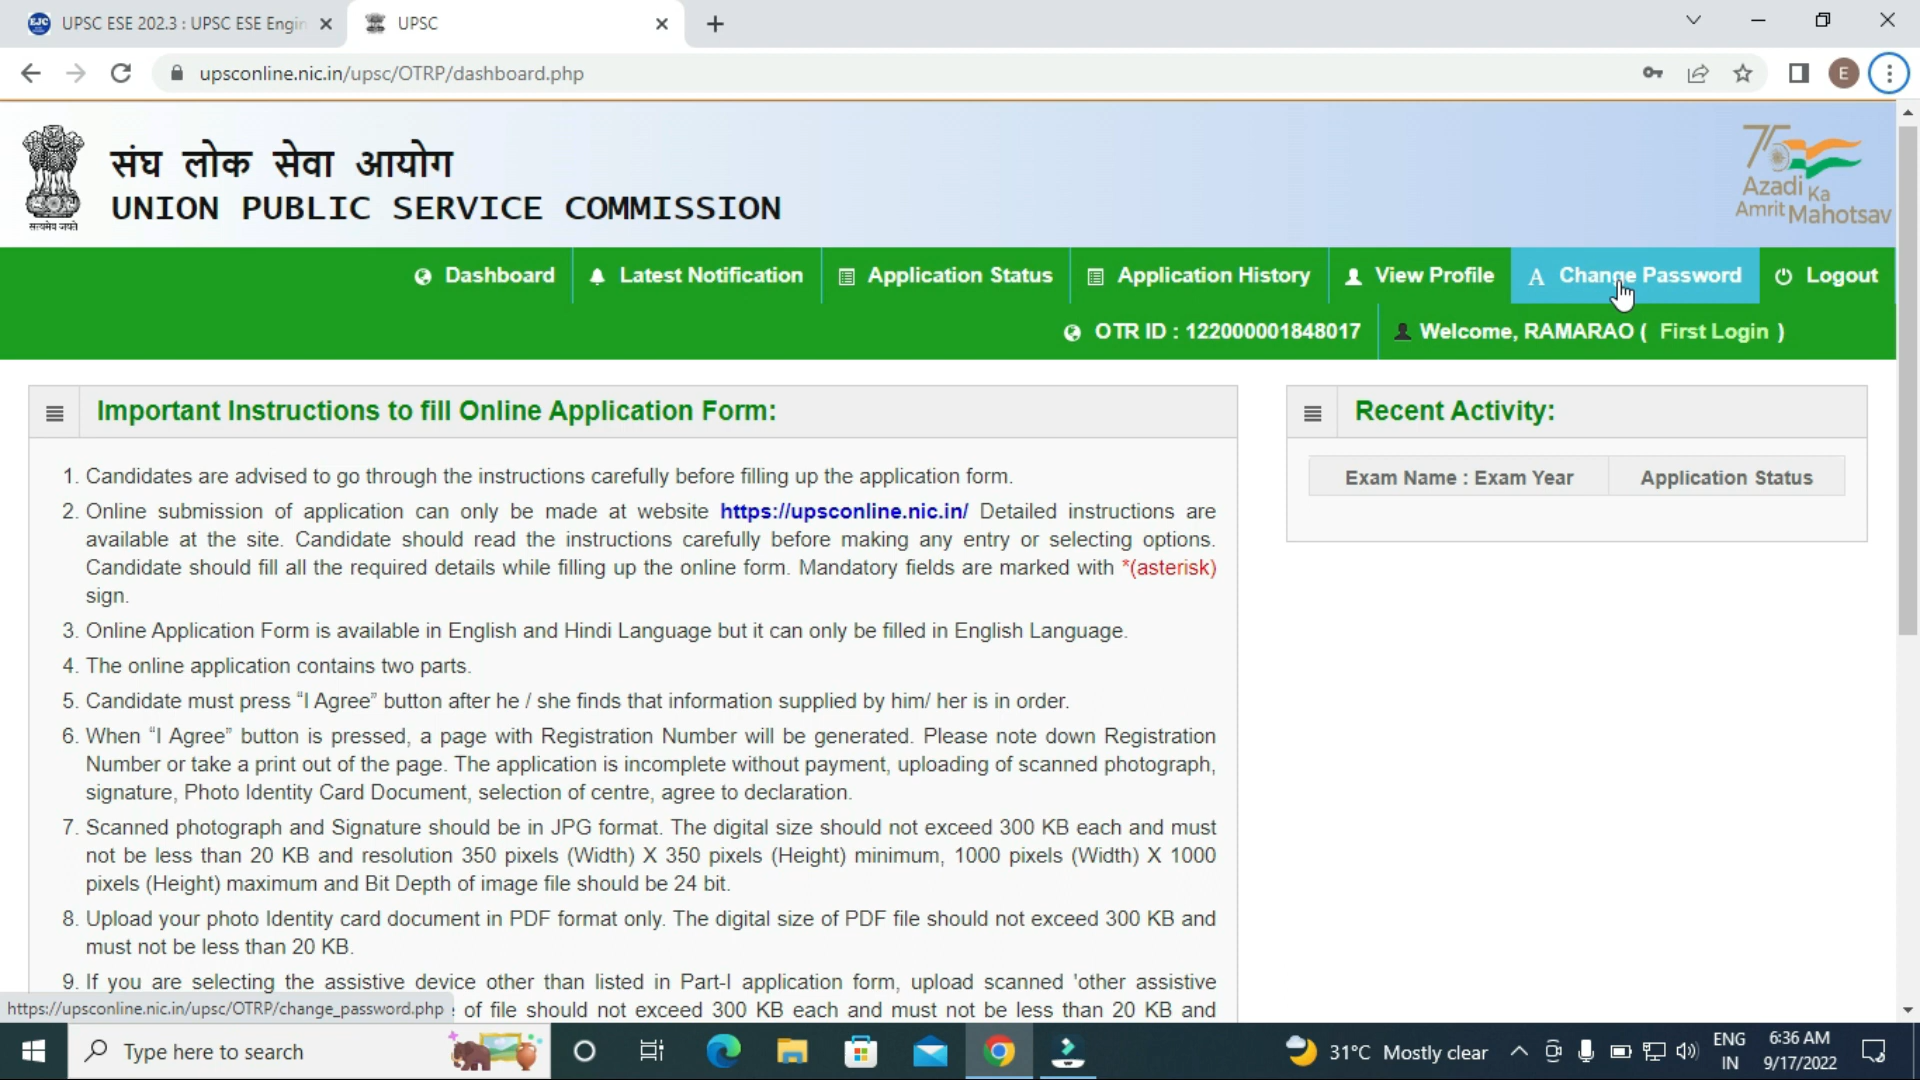 UPSC ESE 202.3 : UPSC ESE Engin
UPSC
upsconline.nic.in/upsc/OTRP/dashboard.php
E
संघ लोक सेवा आयोग
UNION PUBLIC SERVICE COMMISSION
सत्यमेव जयते
75
Azadi Ka
Amrit Mahotsav
Dashboard
Latest Notification
Application Status
Application History
View Profile
A Change Password
Logout
OTR ID : 122000001848017
Welcome, RAMARAO ( First Login )
Important Instructions to fill Online Application Form:
1. Candidates are advised to go through the instructions carefully before filling up the application form.
2. Online submission of application can only be made at website https://upsconline.nic.in/ Detailed instructions are
available at the site. Candidate should read the instructions carefully before making any entry or selecting options.
Candidate should fill all the required details while filling up the online form. Mandatory fields are marked with *(asterisk)
sign.
3. Online Application Form is available in English and Hindi Language but it can only be filled in English Language.
4. The online application contains two parts.
5. Candidate must press “I Agree” button after he / she finds that information supplied by him/ her is in order.
6. When “I Agree” button is pressed, a page with Registration Number will be generated. Please note down Registration
Number or take a print out of the page. The application is incomplete without payment, uploading of scanned photograph,
signature, Photo Identity Card Document, selection of centre, agree to declaration.
7. Scanned photograph and Signature should be in JPG format. The digital size should not exceed 300 KB each and must
not be less than 20 KB and resolution 350 pixels (Width) X 350 pixels (Height) minimum, 1000 pixels (Width) X 1000
pixels (Height) maximum and Bit Depth of image file should be 24 bit.
8. Upload your photo Identity card document in PDF format only. The digital size of PDF file should not exceed 300 KB and
must not be less than 20 KB.
9. If you are selecting the assistive device other than listed in Part-I application form, upload scanned 'other assistive
of file should not exceed 300 KB each and must not be less than 20 KB and
Recent Activity:
Exam Name : Exam Year
Application Status
https://upsconline.nic.in/upsc/OTRP/change_password.php
Type here to search
31°C Mostly clear
ENG
IN
6:36 AM
9/17/2022